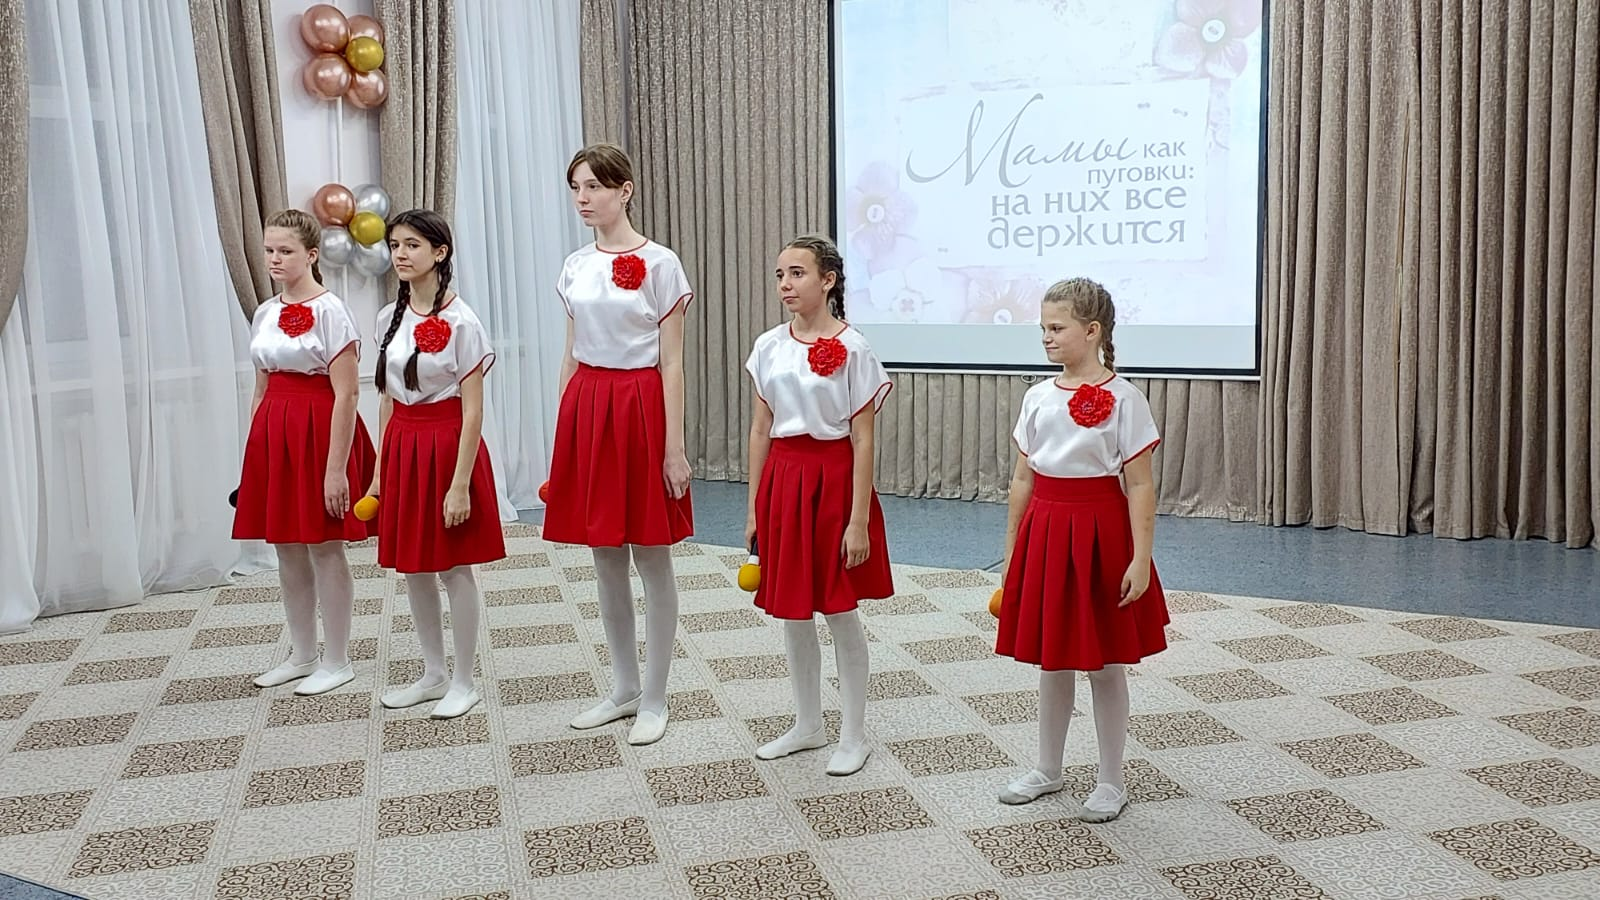 Мамы как
пуговки:
на них все
держится